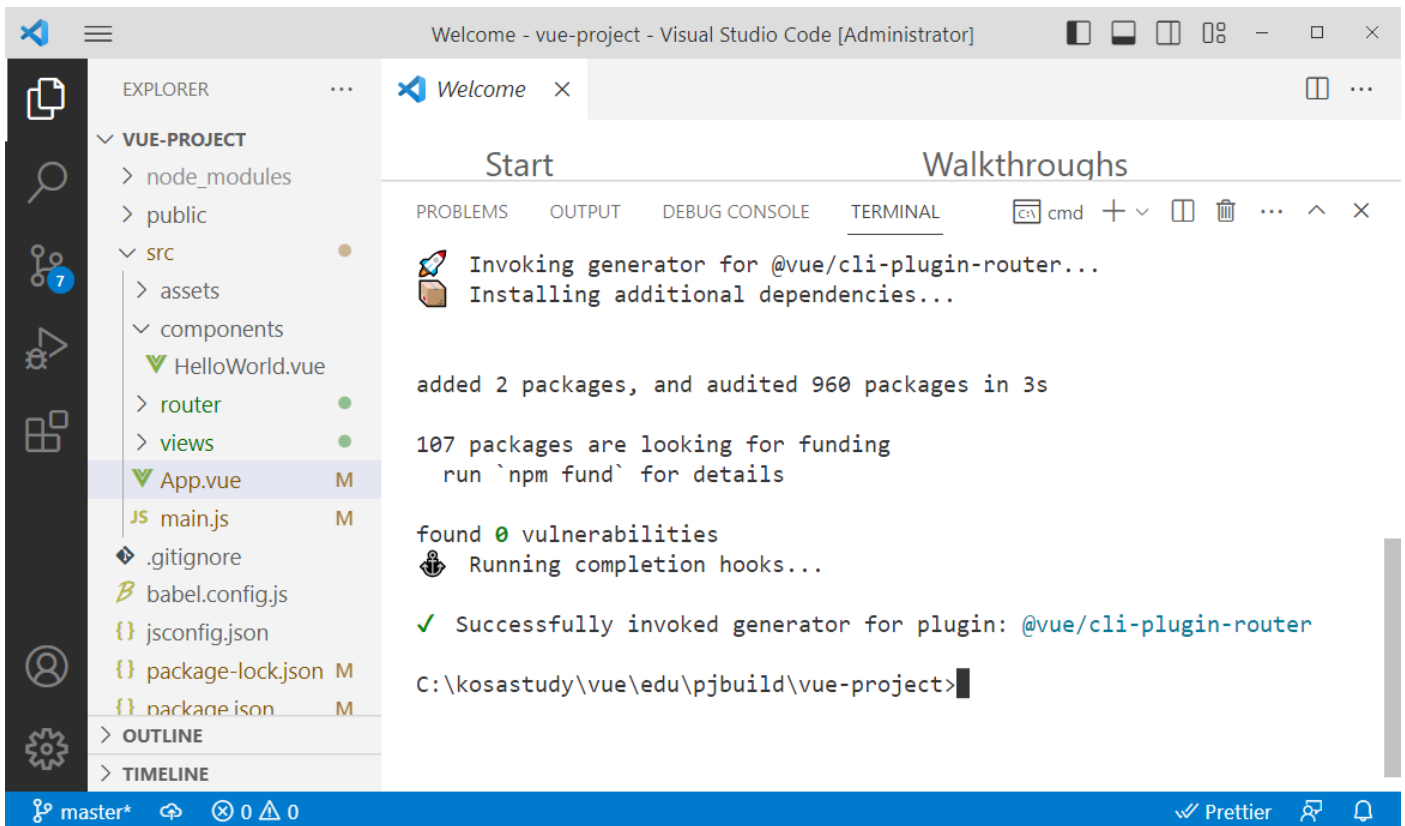 Welcome - vue-project - Visual Studio Code [Administrator]
EXPLORER
VUE-PROJECT
node_modules
public
src
assets
components
HelloWorld.vue
router
views
App.vue M
JS main.js M
.gitignore
babel.config.js
{} jsconfig.json
{} package-lock.json M
{} package.json M
OUTLINE
TIMELINE
7
Welcome
Start
Walkthroughs
PROBLEMS OUTPUT DEBUG CONSOLE TERMINAL cmd
Invoking generator for @vue/cli-plugin-router...
Installing additional dependencies...
added 2 packages, and audited 960 packages in 3s
107 packages are looking for funding
run `npm fund` for details
found 0 vulnerabilities
Running completion hooks...
✓ Successfully invoked generator for plugin: @vue/cli-plugin-router
C:\kosastudy\vue\edu\pjbuild\vue-project>
master* 0 0 Prettier